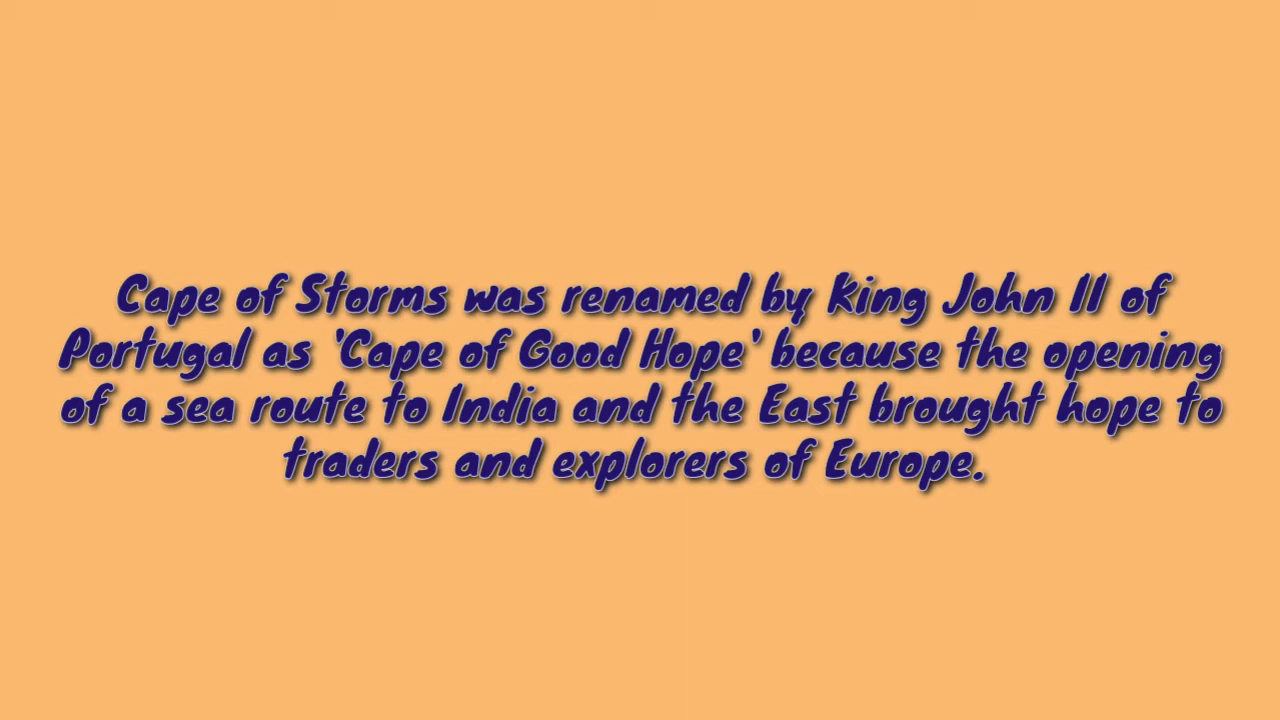 Cape of Storms was renamed by King John II of
Portugal as 'Cape of Good Hope' because the opening
of a sea route to India and the East brought hope to
traders and explorers of Europe.